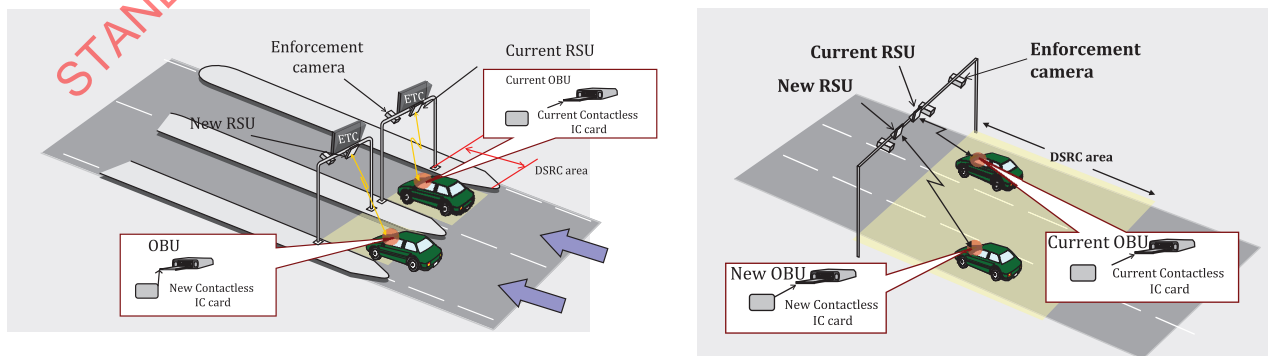 STAND
Enforcement
camera
Current RSU
ETC
New RSU
ETC
Current OBU
Current Contactless
IC card
DSRC area
OBU
New Contactless
IC card
Current RSU
New RSU
Enforcement
camera
DSRC area
Current OBU
Current Contactless
IC card
New OBU
New Contactless
IC card